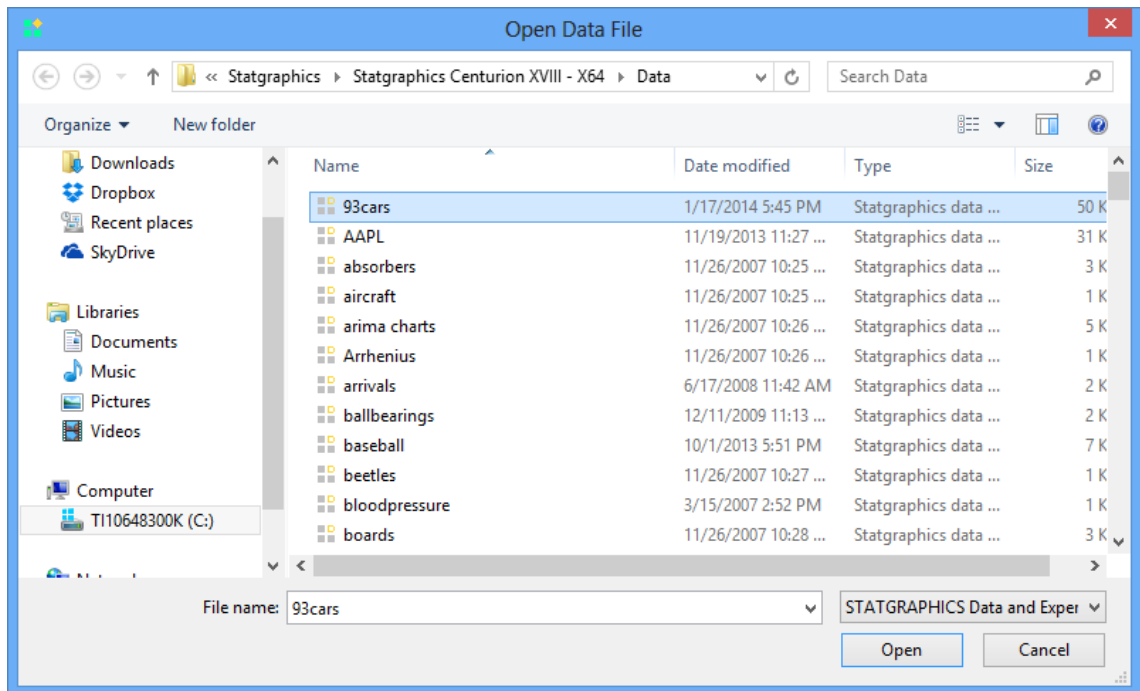 Open Data File
« Statgraphics Statgraphics Centurion XVIII - X64 Data Search Data
Organize New folder
Name Date modified Type Size
Downloads
Dropbox
Recent places
SkyDrive
Libraries
Documents
Music
Pictures
Videos
Computer
TI10648300K (C:)
93cars 1/17/2014 5:45 PM Statgraphics data ... 50 K
AAPL 11/19/2013 11:27 ... Statgraphics data ... 31 K
absorbers 11/26/2007 10:25 ... Statgraphics data ... 3 K
aircraft 11/26/2007 10:25 ... Statgraphics data ... 1 K
arima charts 11/26/2007 10:26 ... Statgraphics data ... 5 K
Arrhenius 11/26/2007 10:26 ... Statgraphics data ... 1 K
arrivals 6/17/2008 11:42 AM Statgraphics data ... 2 K
ballbearings 12/11/2009 11:13 ... Statgraphics data ... 2 K
baseball 10/1/2013 5:51 PM Statgraphics data ... 7 K
beetles 11/26/2007 10:27 ... Statgraphics data ... 1 K
bloodpressure 3/15/2007 2:52 PM Statgraphics data ... 1 K
boards 11/26/2007 10:28 ... Statgraphics data ... 3 K
File name: 93cars STATGRAPHICS Data and Exper
Open Cancel